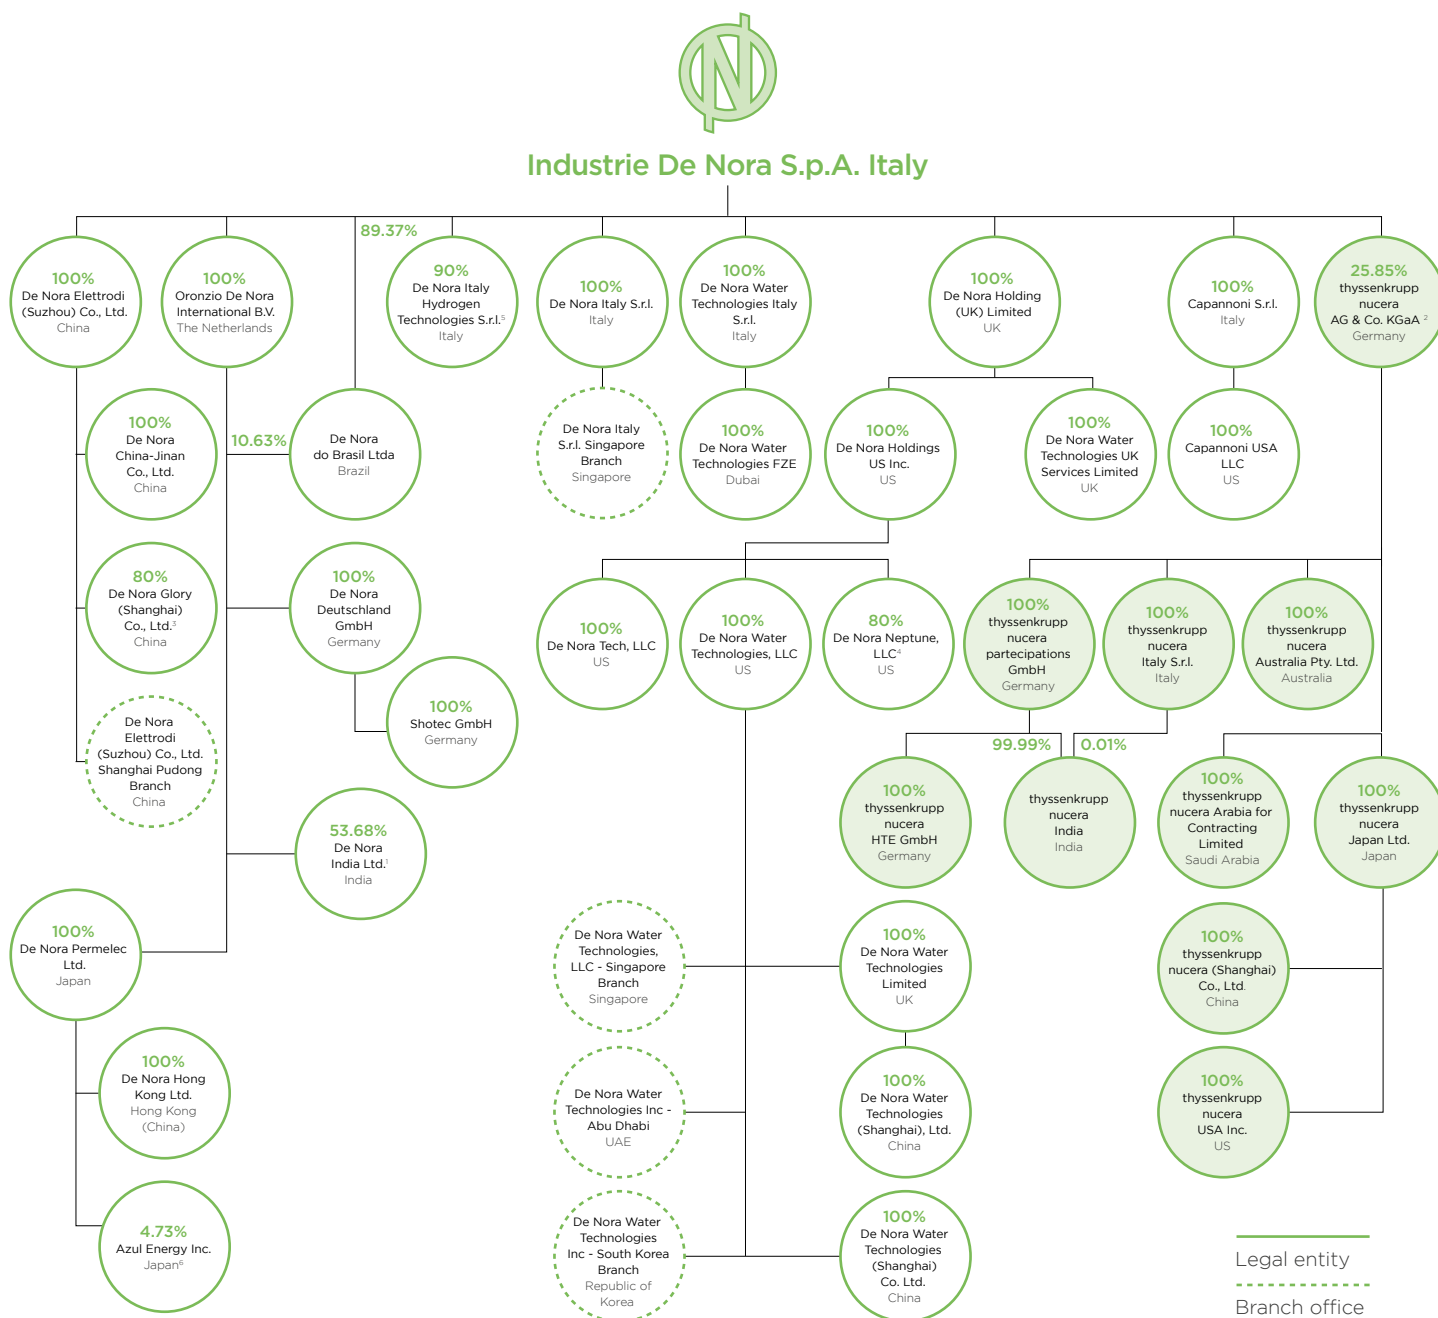 Industrie De Nora S.p.A. Italy
89.37%
100%
De Nora Elettrodi
(Suzhou) Co., Ltd.
China
100%
Oronzio De Nora
International B.V.
The Netherlands
90%
De Nora Italy
Hydrogen
Technologies S.r.l.⁵
Italy
100%
De Nora Italy S.r.l.
Italy
100%
De Nora Water
Technologies Italy
S.r.l.
Italy
100%
De Nora Holding
(UK) Limited
UK
100%
Capannoni S.r.l.
Italy
25.85%
thyssenkrupp
nucera
AG & Co. KGaA ²
Germany
100%
De Nora
China-Jinan
Co., Ltd.
China
10.63%
De Nora
do Brasil Ltda
Brazil
De Nora Italy
S.r.l. Singapore
Branch
Singapore
100%
De Nora Water
Technologies FZE
Dubai
100%
De Nora Holdings
US Inc.
US
100%
De Nora Water
Technologies UK
Services Limited
UK
100%
Capannoni USA
LLC
US
80%
De Nora Glory
(Shanghai)
Co., Ltd.³
China
100%
De Nora
Deutschland
GmbH
Germany
100%
De Nora Tech, LLC
US
100%
De Nora Water
Technologies, LLC
US
80%
De Nora Neptune,
LLC⁴
US
100%
thyssenkrupp
nucera
partecipations
GmbH
Germany
100%
thyssenkrupp
nucera
Italy S.r.l.
Italy
100%
thyssenkrupp
nucera
Australia Pty. Ltd.
Australia
De Nora
Elettrodi
(Suzhou) Co., Ltd.
Shanghai Pudong
Branch
China
100%
Shotec GmbH
Germany
99.99%
0.01%
100%
thyssenkrupp
nucera
HTE GmbH
Germany
thyssenkrupp
nucera
India
India
100%
thyssenkrupp
nucera Arabia for
Contracting
Limited
Saudi Arabia
100%
thyssenkrupp
nucera
Japan Ltd.
Japan
53.68%
De Nora
India Ltd.¹
India
100%
De Nora Permelec
Ltd.
Japan
De Nora Water
Technologies,
LLC - Singapore
Branch
Singapore
100%
De Nora Water
Technologies
Limited
UK
100%
thyssenkrupp
nucera (Shanghai)
Co., Ltd.
China
100%
De Nora Hong
Kong Ltd.
Hong Kong
(China)
De Nora Water
Technologies Inc -
Abu Dhabi
UAE
100%
De Nora Water
Technologies
(Shanghai), Ltd.
China
100%
thyssenkrupp
nucera
USA Inc.
US
4.73%
Azul Energy Inc.
Japan⁶
De Nora Water
Technologies
Inc - South Korea
Branch
Republic of
Korea
100%
De Nora Water
Technologies
(Shanghai)
Co. Ltd.
China
Legal entity
Branch office